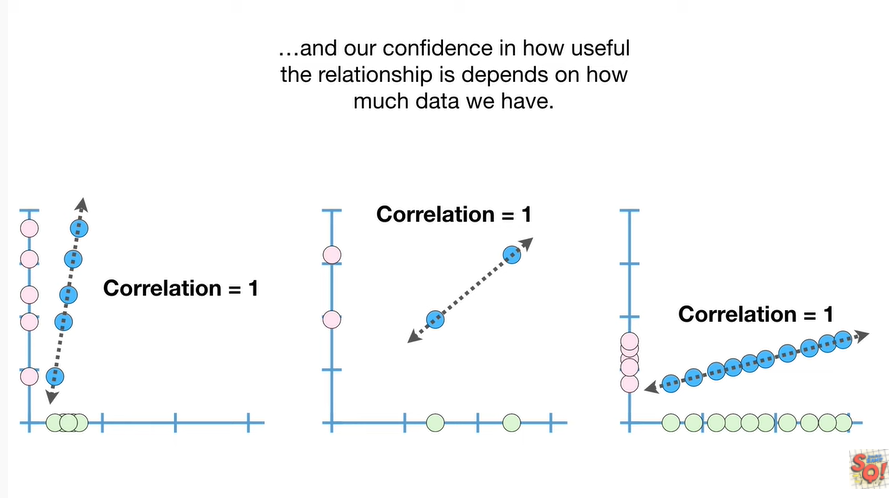 …and our confidence in how useful
the relationship is depends on how
much data we have.
Correlation = 1
Correlation = 1
Correlation = 1
SQ!